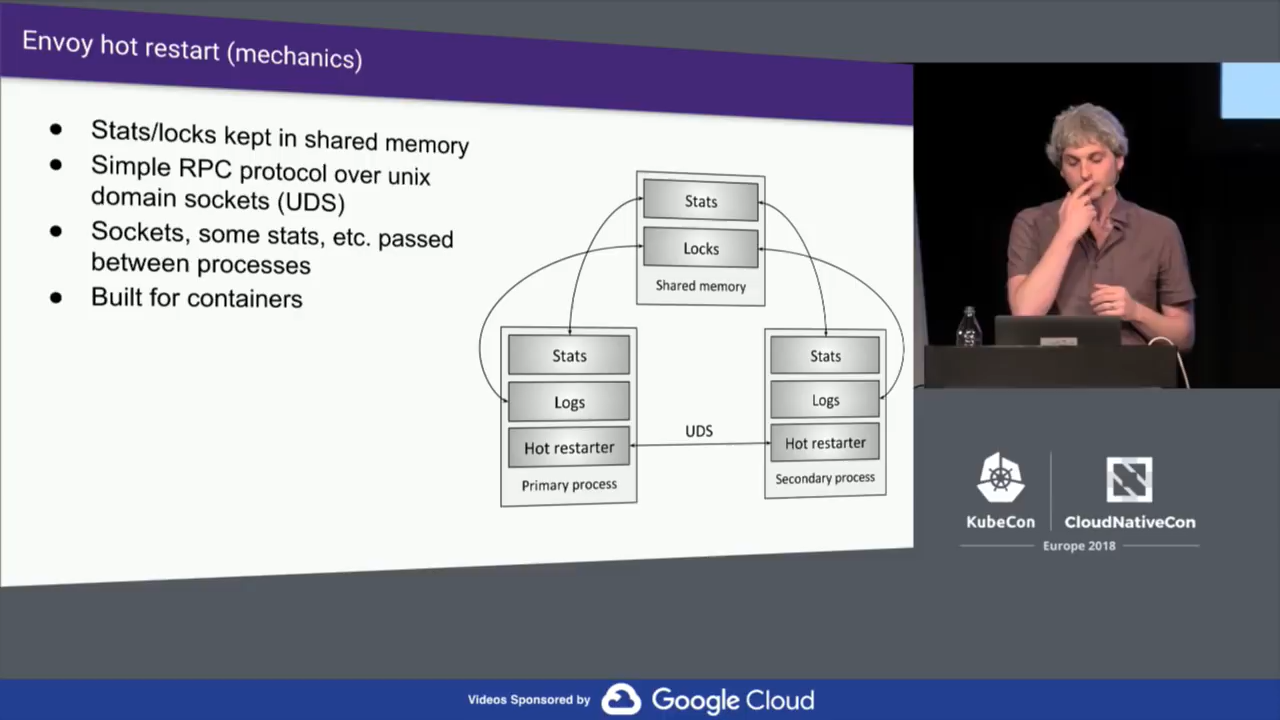 Envoy hot restart (mechanics)
● Stats/locks kept in shared memory
● Simple RPC protocol over unix
domain sockets (UDS)
● Sockets, some stats, etc. passed
between processes
● Built for containers
Stats
Locks
Shared memory
Stats
Logs
Hot restarter
Primary process
UDS
Stats
Logs
Hot restarter
Secondary process
KubeCon
CloudNativeCon
Europe 2018
Videos Sponsored by Google Cloud